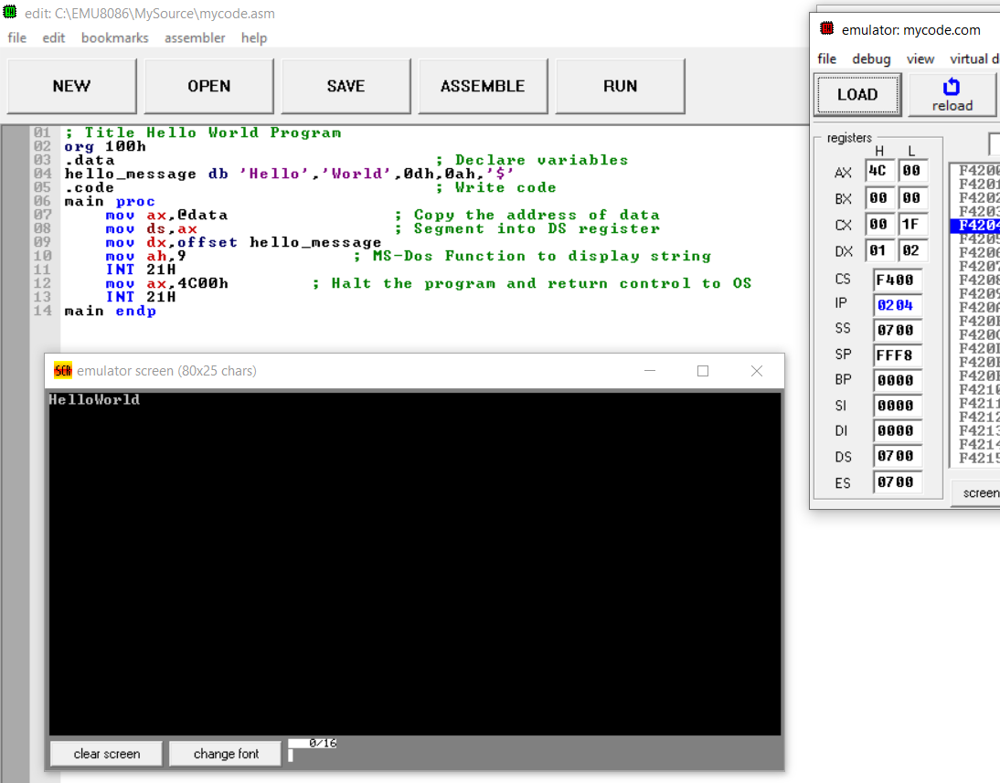 edit: C:\EMU8086\MySource\mycode.asm
file edit bookmarks assembler help
NEW OPEN SAVE ASSEMBLE RUN
01 ; Title Hello World Program
02 org 100h
03 .data ; Declare variables
04 hello_message db 'Hello','World',0dh,0ah,'$'
05 .code ; Write code
06 main proc
07 mov ax,@data ; Copy the address of data
08 mov ds,ax ; Segment into DS register
09 mov dx,offset hello_message
10 mov ah,9 ; MS-Dos Function to display string
11 INT 21H
12 mov ax,4C00h ; Halt the program and return control to OS
13 INT 21H
14 main endp
emulator screen (80x25 chars)
HelloWorld
clear screen change font 0/16
emulator: mycode.com
file debug view virtual d
LOAD reload
registers
H L
AX 4C 00
BX 00 00
CX 00 1F
DX 01 02
CS F400
IP 0204
SS 0700
SP FFF8
BP 0000
SI 0000
DI 0000
DS 0700
ES 0700
F4200
F4201
F4202
F4203
F4204
F4205
F4206
F4207
F4208
F4209
F420A
F420B
F420C
F420D
F420E
F420F
F4210
F4211
F4212
F4213
F4214
F4215
screen